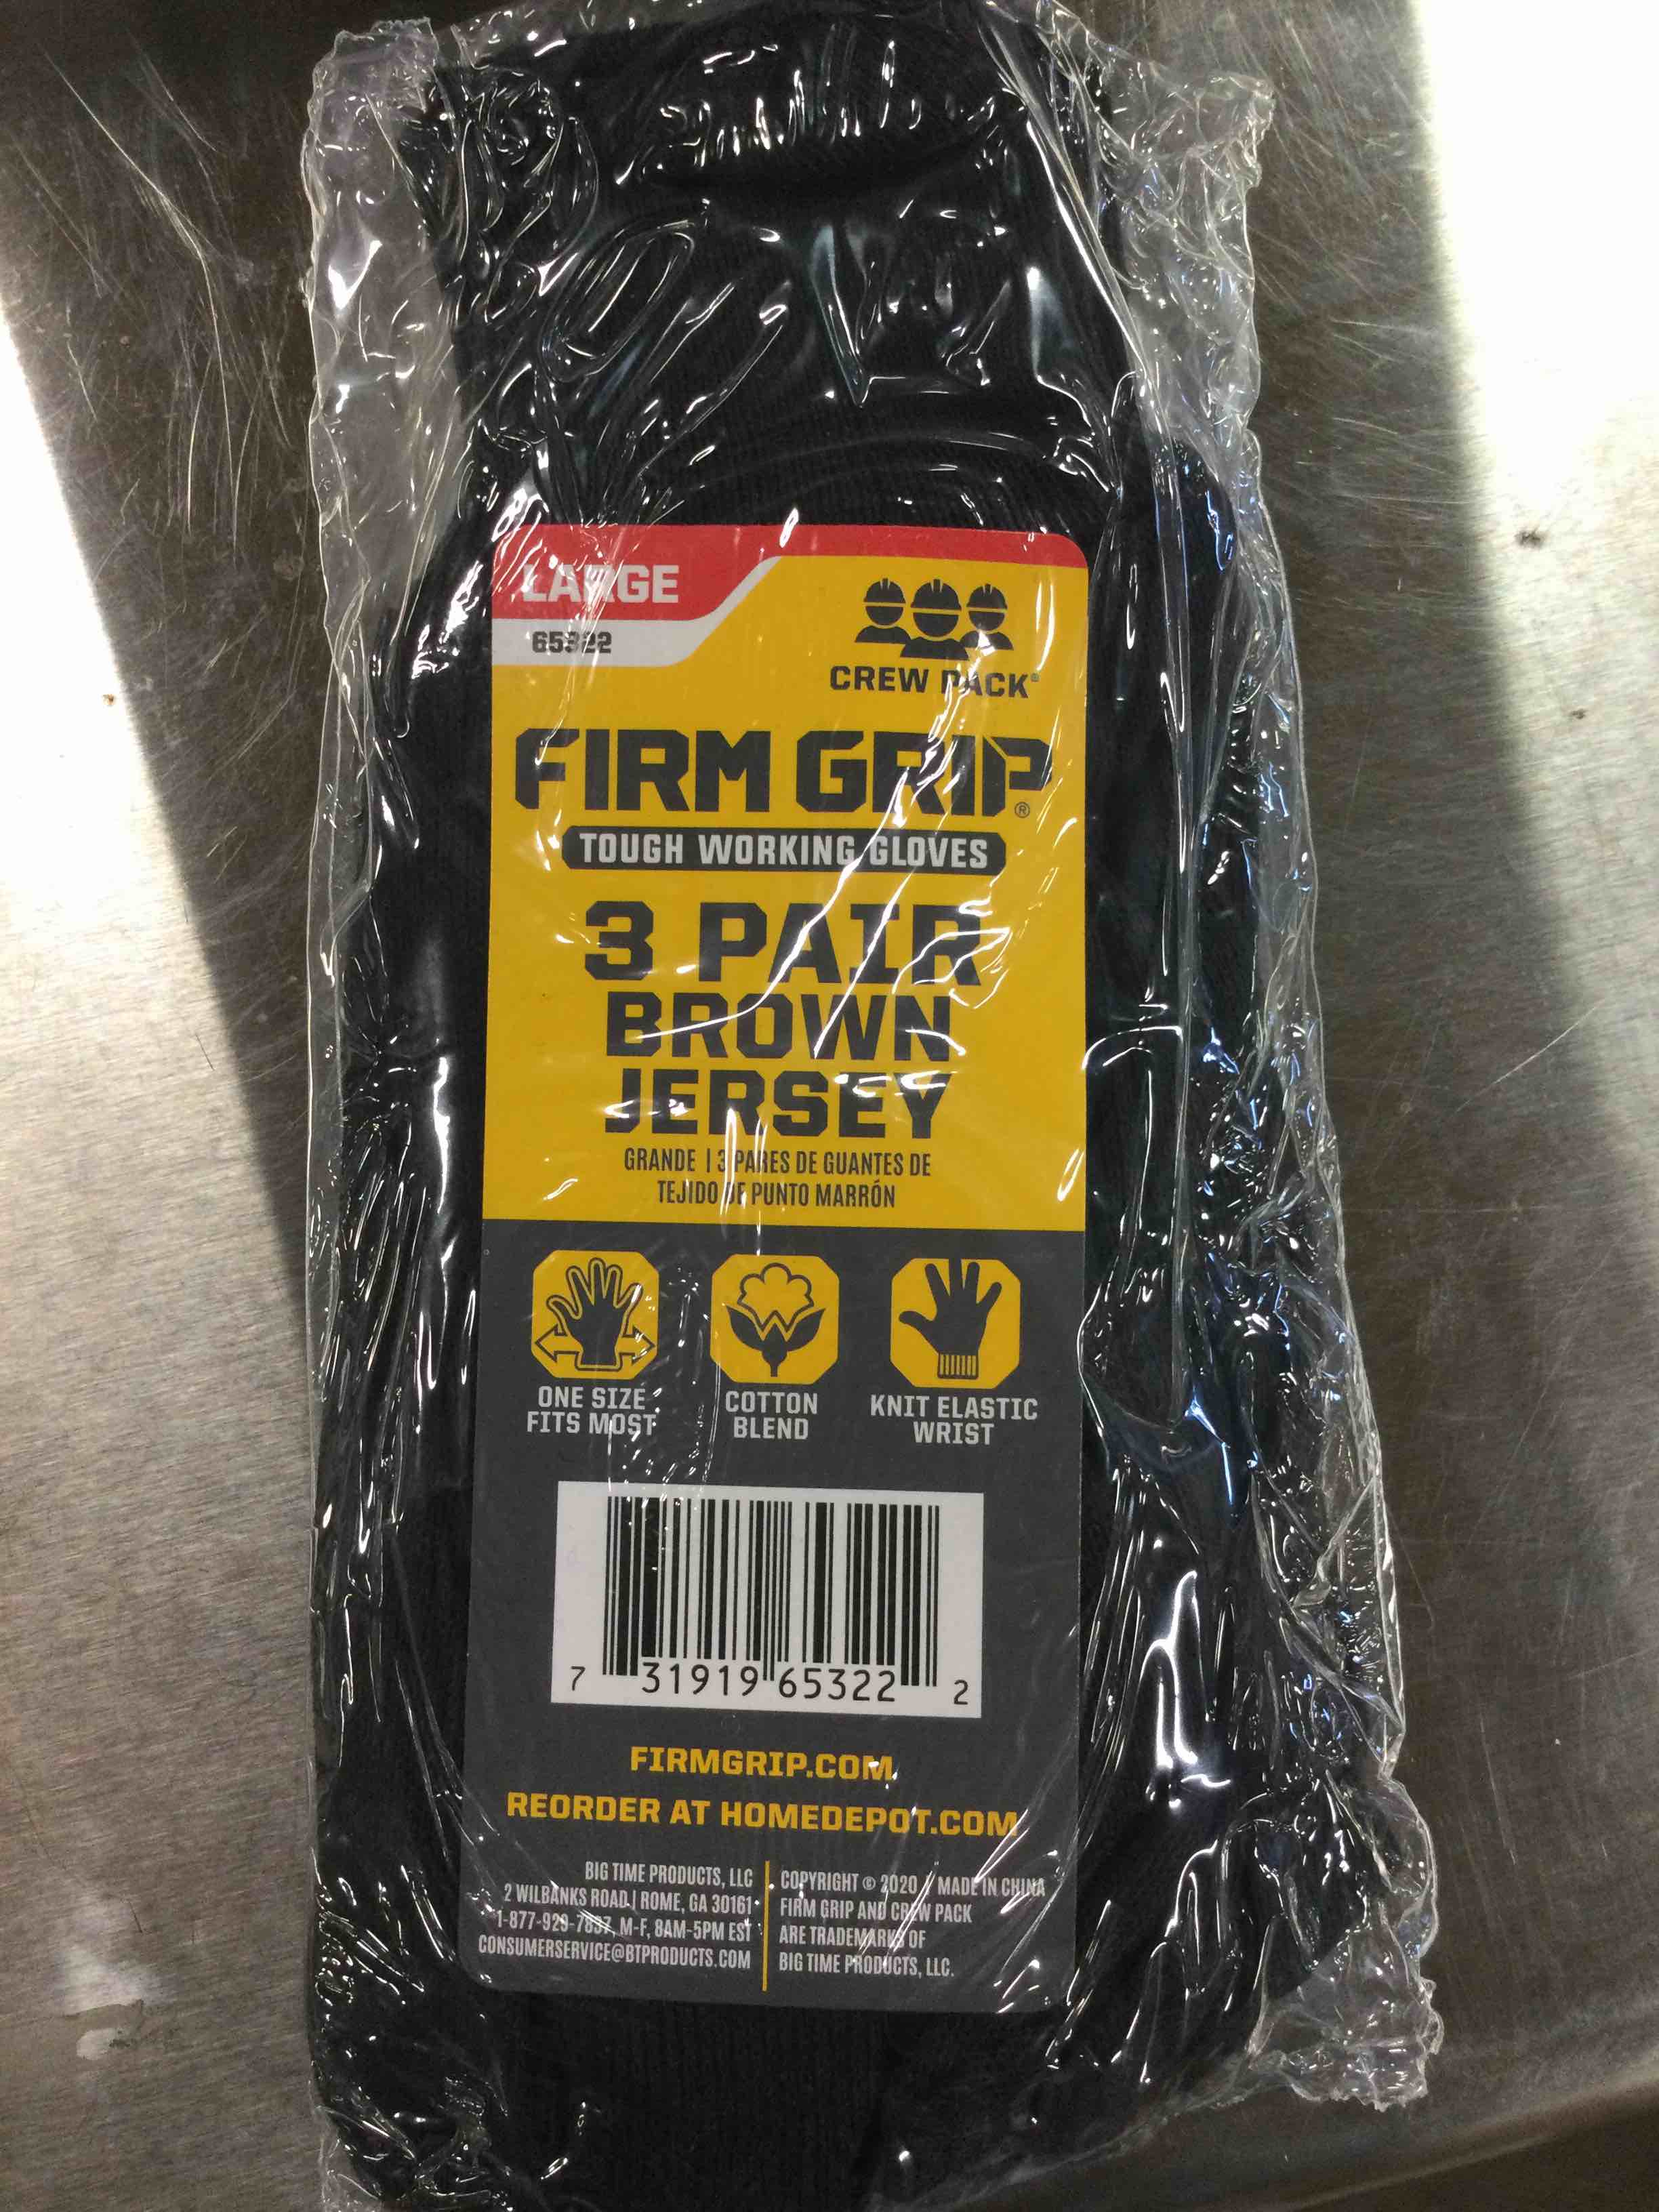 LARGE
65322
CREW PACK®
FIRM GRIP®
TOUGH WORKING GLOVES
3 PAIR
BROWN
JERSEY
GRANDE | 3 PARES DE GUANTES DE
TEJIDO DE PUNTO MARRÓN
ONE SIZE
FITS MOST
COTTON
BLEND
KNIT ELASTIC
WRIST
7 31919 65322 2
FIRMGRIP.COM
REORDER AT HOMEDEPOT.COM
BIG TIME PRODUCTS, LLC
2 WILBANKS ROAD | ROME, GA 30161
M-F, 8AM-5PM EST
CONSUMERSERVICE@BTPRODUCTS.COM
COPYRIGHT © 2020 / MADE IN CHINA
FIRM GRIP AND CREW PACK
ARE TRADEMARKS OF
BIG TIME PRODUCTS, LLC.